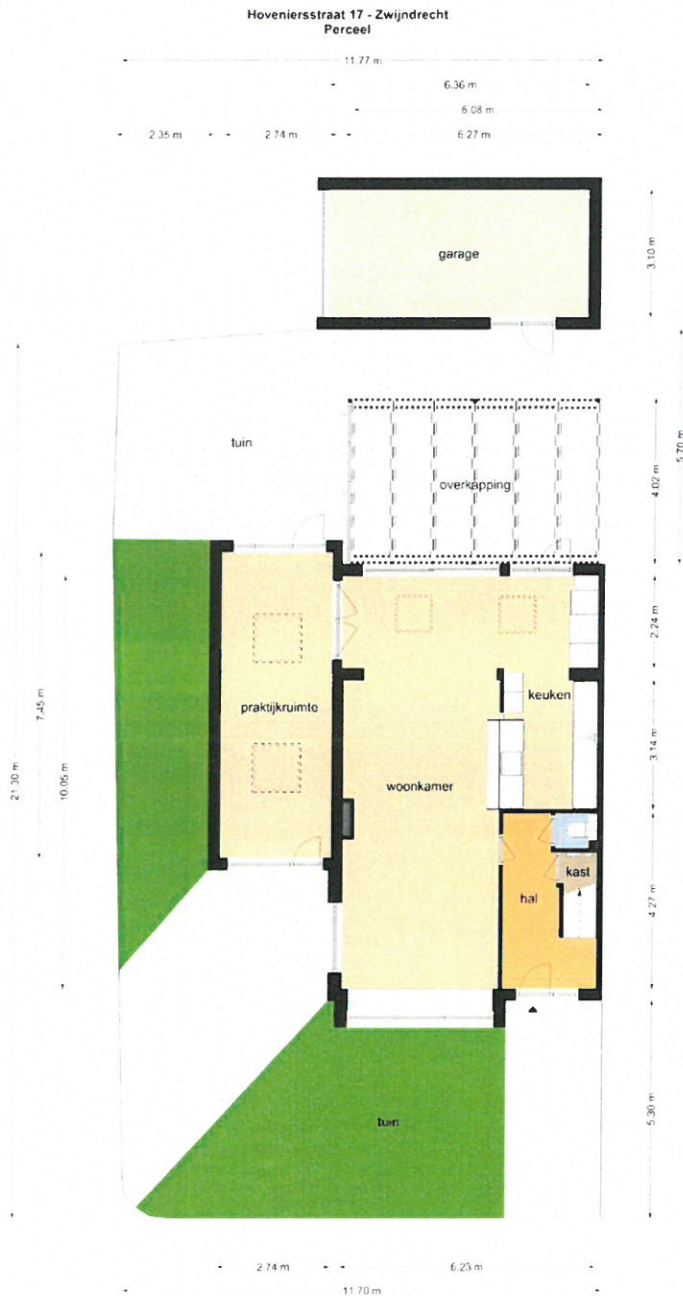 Hoveniersstraat 17 - Zwijndrecht
Perceel
11.77 m
6.36 m
6.08 m
2.35 m
2.74 m
6.27 m
garage
3.10 m
tuin
overkapping
4.02 m
5.70 m
2.24 m
keuken
praktijkruimte
7.45 m
10.05 m
21.30 m
woonkamer
3.14 m
kast
hal
4.27 m
tuin
5.30 m
2.74 m
6.23 m
11.70 m